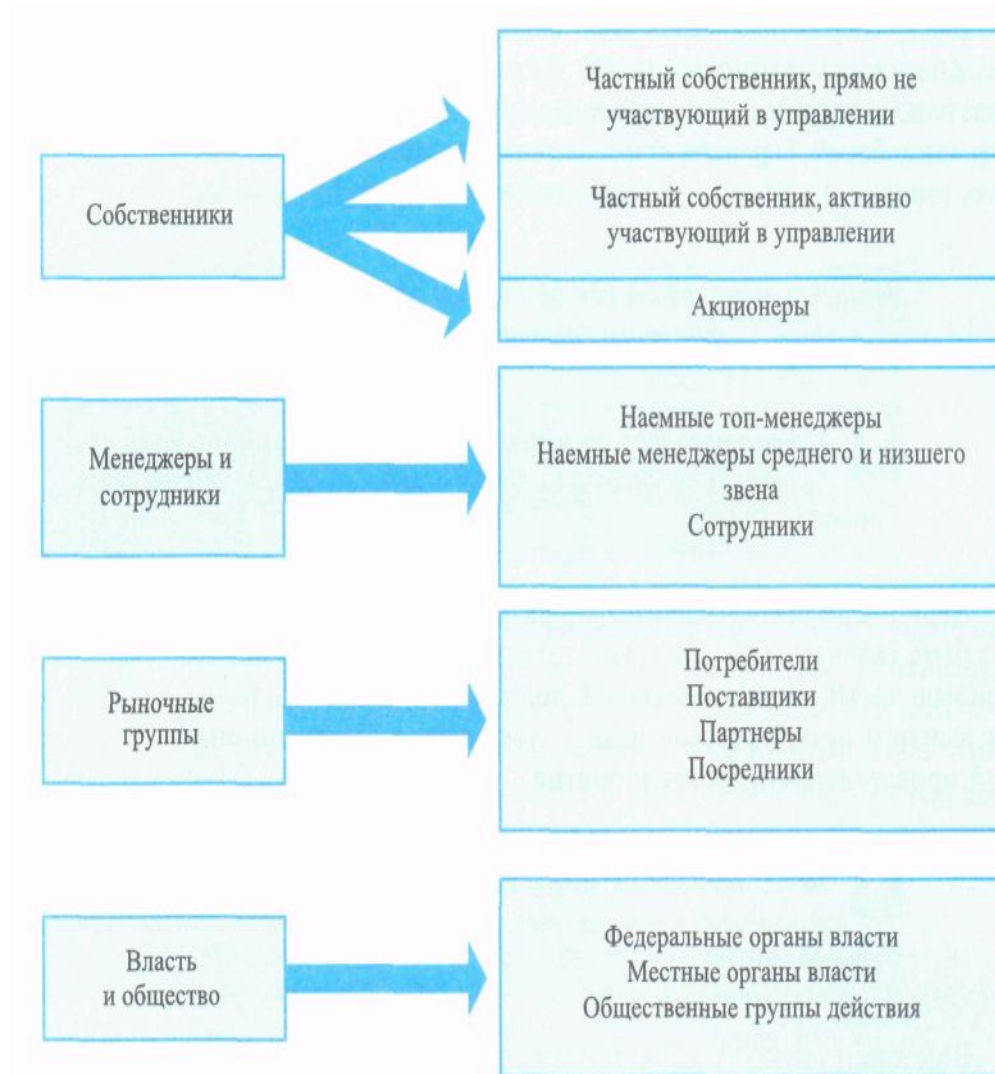 Собственники
Частный собственник, прямо не
участвующий в управлении
Частный собственник, активно
участвующий в управлении
Акционеры
Менеджеры и
сотрудники
Наемные топ-менеджеры
Наемные менеджеры среднего и низшего
звена
Сотрудники
Рыночные
группы
Потребители
Поставщики
Партнеры
Посредники
Власть
и общество
Федеральные органы власти
Местные органы власти
Общественные группы действия